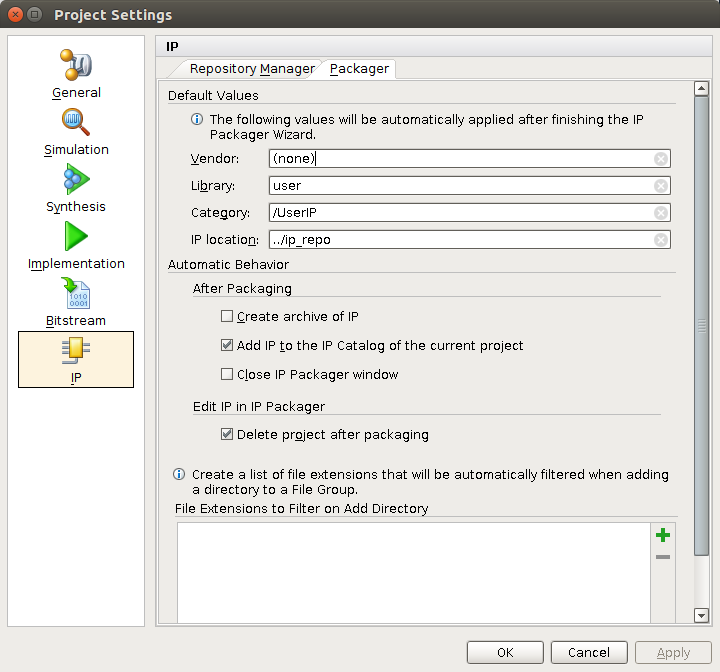 Project Settings
General
Simulation
Synthesis
Implementation
1010
0001
Bitstream
IP
IP
Repository Manager
Packager
Default Values
The following values will be automatically applied after finishing the IP
Packager Wizard.
Vendor:
(none)
Library:
user
Category:
/UserIP
IP location:
../ip_repo
Automatic Behavior
After Packaging
Create archive of IP
Add IP to the IP Catalog of the current project
Close IP Packager window
Edit IP in IP Packager
Delete project after packaging
Create a list of file extensions that will be automatically filtered when adding
a directory to a File Group.
File Extensions to Filter on Add Directory
OK
Cancel
Apply